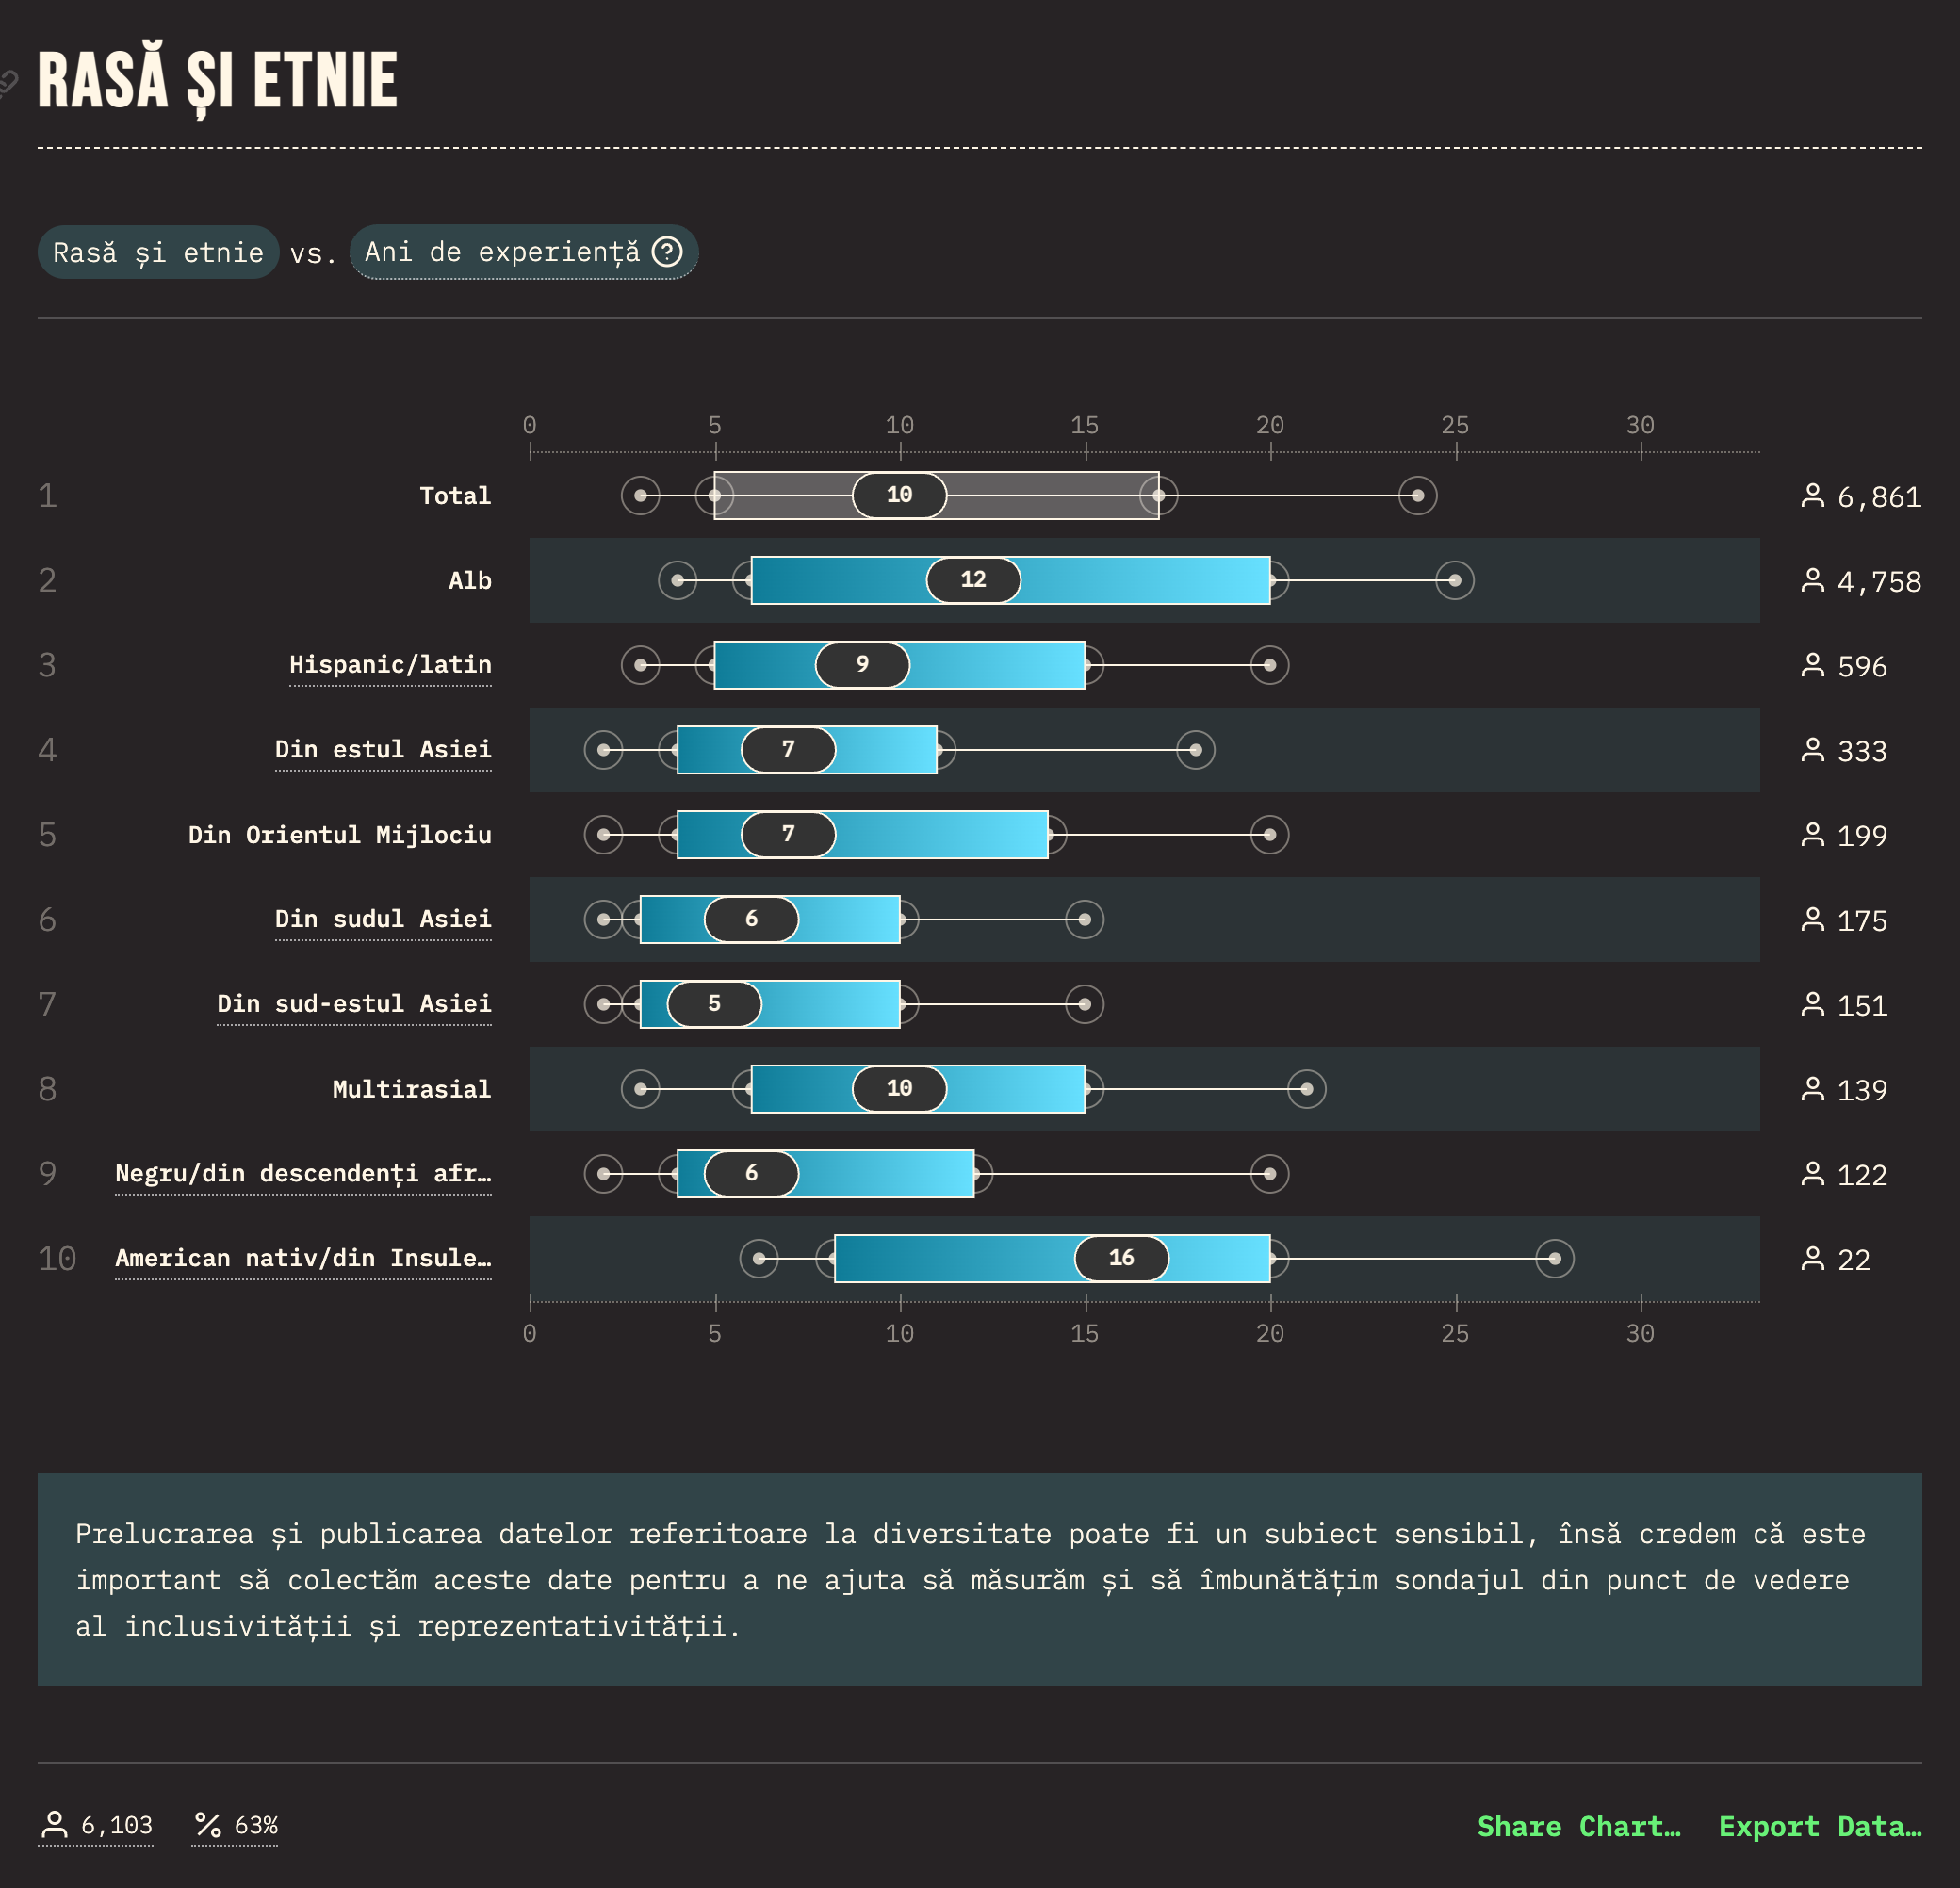 RASĂ ȘI ETNIE
Rasă și etnie vs. Ani de experiență ?
0 5 10 15 20 25 30
1 Total 10 6,861
2 Alb 12 4,758
3 Hispanic/latin 9 596
4 Din estul Asiei 7 333
5 Din Orientul Mijlociu 7 199
6 Din sudul Asiei 6 175
7 Din sud-estul Asiei 5 151
8 Multirasial 10 139
9 Negru/din descendenți afr… 6 122
10 American nativ/din Insule… 16 22
0 5 10 15 20 25 30
Prelucrarea și publicarea datelor referitoare la diversitate poate fi un subiect sensibil, însă credem că este
important să colectăm aceste date pentru a ne ajuta să măsurăm și să îmbunătățim sondajul din punct de vedere
al inclusivității și reprezentativității.
6,103 % 63% Share Chart… Export Data…